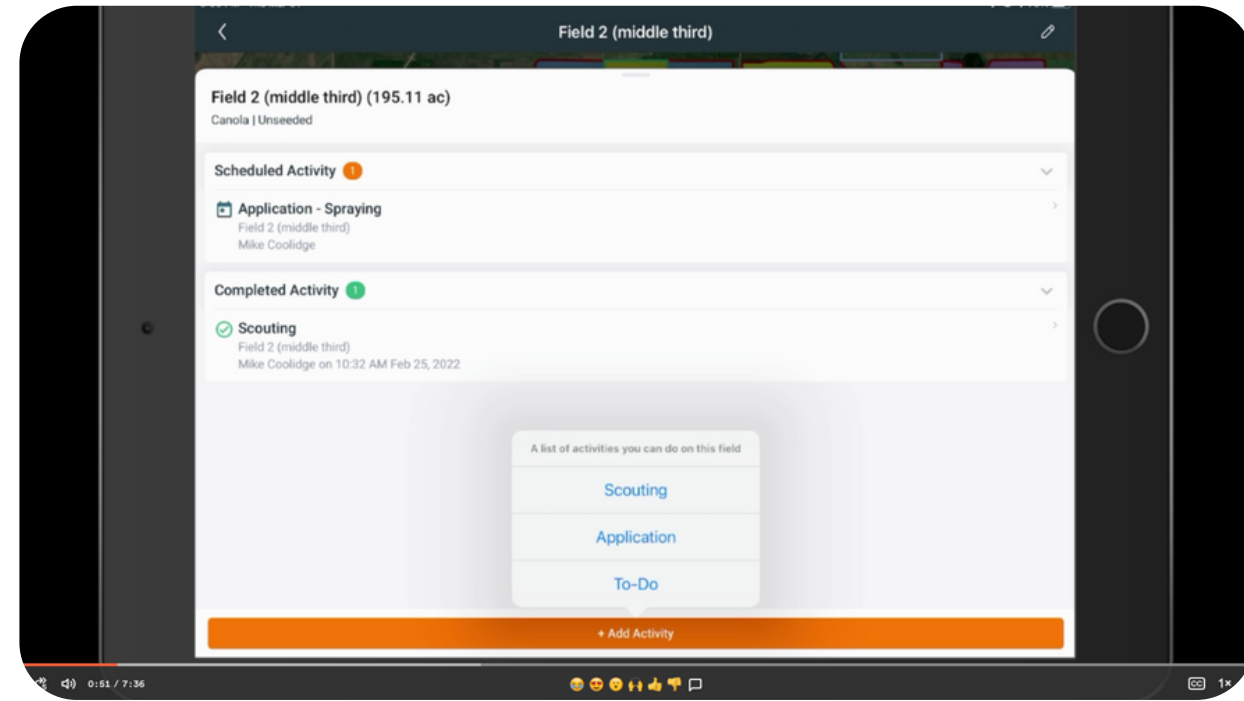 Field 2 (middle third)
Field 2 (middle third) (195.11 ac)
Canola | Unseeded
Scheduled Activity 1
Application - Spraying
Field 2 (middle third)
Mike Coolidge
Completed Activity 1
Scouting
Field 2 (middle third)
Mike Coolidge on 10:32 AM Feb 25, 2022
A list of activities you can do on this field
Scouting
Application
To-Do
+ Add Activity
0:51 / 7:36
CC 1×